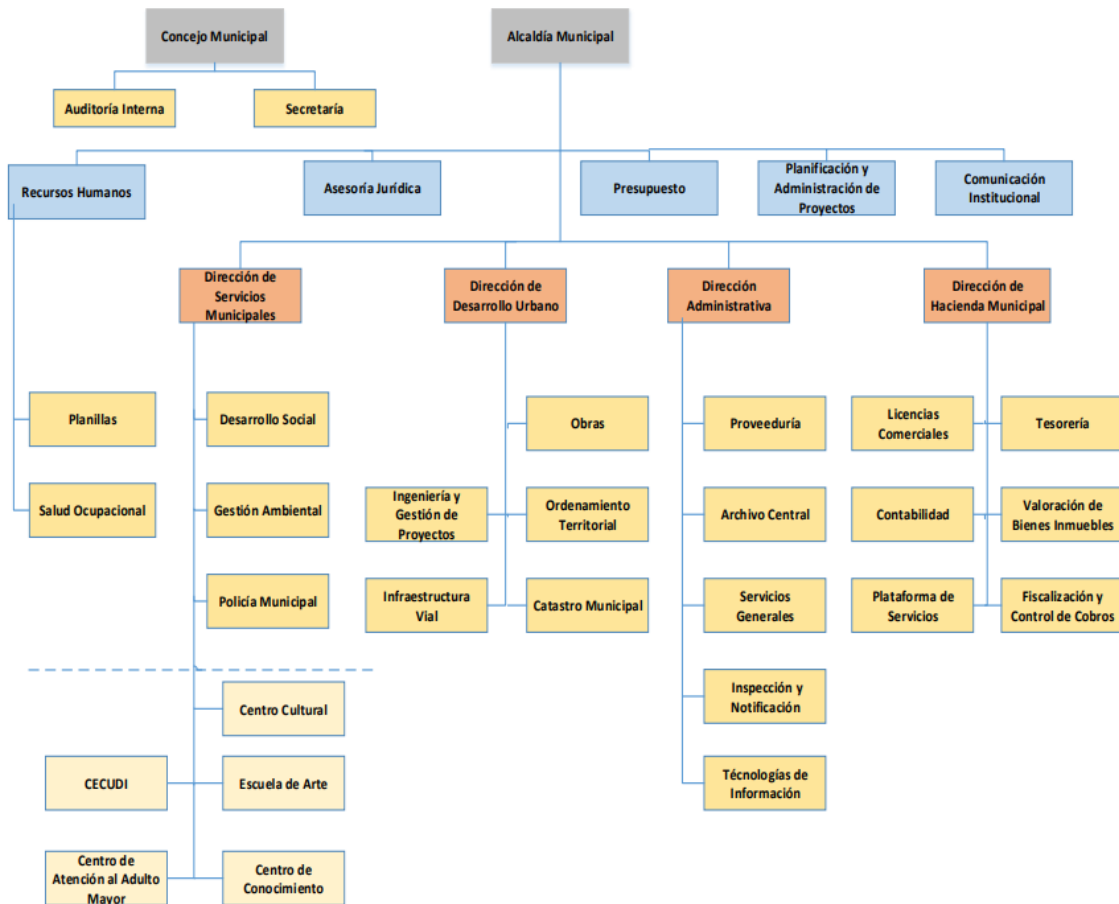 Concejo Municipal
Alcaldía Municipal
Auditoría Interna
Secretaría
Recursos Humanos
Asesoría Jurídica
Presupuesto
Planificación y
Administración de
Proyectos
Comunicación
Institucional
Dirección de
Servicios
Municipales
Dirección de
Desarrollo Urbano
Dirección
Administrativa
Dirección de
Hacienda Municipal
Planillas
Desarrollo Social
Obras
Proveeduría
Licencias
Comerciales
Tesorería
Salud Ocupacional
Gestión Ambiental
Ingeniería y
Gestión de
Proyectos
Ordenamiento
Territorial
Archivo Central
Contabilidad
Valoración de
Bienes Inmuebles
Policía Municipal
Infraestructura
Vial
Catastro Municipal
Servicios
Generales
Plataforma de
Servicios
Fiscalización y
Control de Cobros
Centro Cultural
Inspección y
Notificación
CECUDI
Escuela de Arte
Técnologías de
Información
Centro de
Atención al Adulto
Mayor
Centro de
Conocimiento